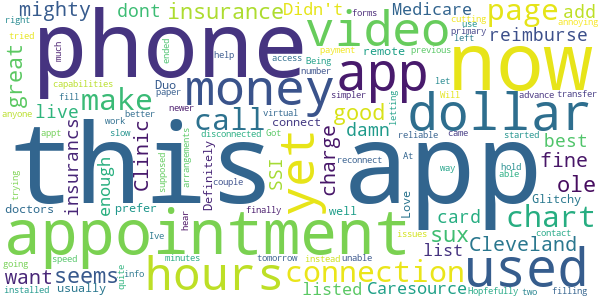 mighty dont insurance Didn't Medicare page add
right forms cutting annoying
phone video now
anyone tried much ended Being remote reimburse
great Duo help access primary use left previous
capabilities paper number money app payment let
fill newer simpler advance transfer
live make call good dollar
better virtual connect damn Will letting reliable came started best
work slow disconnected Got
this app yet
insurancs enough Clinic Definitely SSI charge fine ole
appt supposed arrangements hear At way hold able
trying couple reconnect Love
doctors prefer finally well card sux chart
Ive Glitchy
appointment list Cleveland
going tomorrow unable issues contact
want seems hours connection used
speed quite info minutes instead listed Caresource
installed usually Hopefully two filling